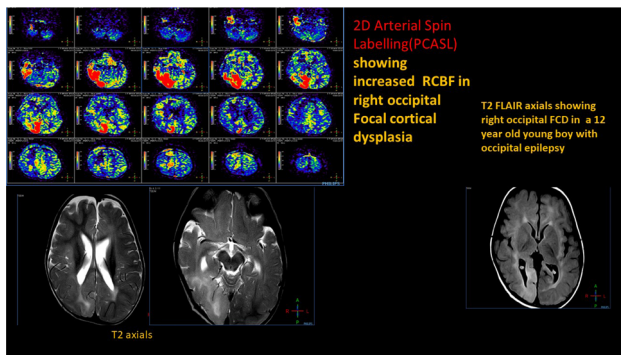 2D Arterial Spin
Labelling(PCASL)
showing
increased RCBF in
right occipital
Focal cortical
dysplasia
T2 FLAIR axials showing
right occipital FCD in a 12
year old young boy with
occipital epilepsy
T2 axials